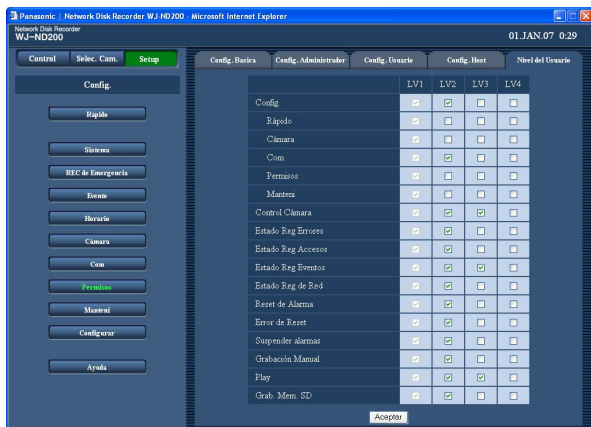 Panasonic | Network Disk Recorder WJ-ND200 - Microsoft Internet Explorer
Network Disk Recorder
WJ-ND200
01.JAN.07 0:29
Control Selec. Cam. Setup
Config. Basica Config. Administrador Config. Usuario Config. Host Nivel del Usuario
Config.
Rápido
Sistema
REC de Emergencia
Evento
Horario
Cámara
Com
Permisos
Manteni
Configurar
Ayuda
LV1 LV2 LV3 LV4
Config.
Rápido
Cámara
Com
Permisos
Manteni
Control Cámara
Estado Reg Errores
Estado Reg Accesos
Estado Reg Eventos
Estado Reg de Red
Reset de Alarma
Error de Reset
Suspender alarmas
Grabación Manual
Play
Grab. Mem. SD
Aceptar